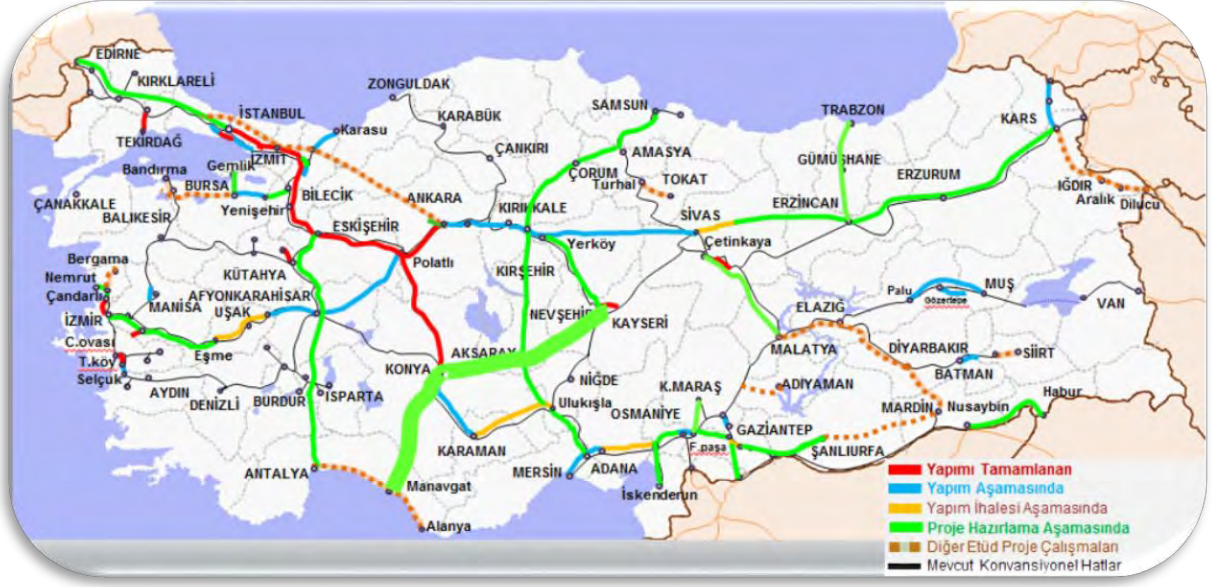 EDİRNE
KIRKLARELİ
ZONGULDAK
SAMSUN
TRABZON
İSTANBUL
KARABÜK
KARS
TEKİRDAĞ
Karasu
AMASYA
İZMİT
ÇANKIRI
GÜMÜŞHANE
Bandırma
Gemlik
ÇORUM
ERZURUM
Turhal
TOKAT
IĞDIR
BURSA
BİLECİK
ANKARA
Aralık
Dilucu
ÇANAKKALE
Yenişehir
KIRIKKALE
SİVAS
ERZİNCAN
BALIKESİR
ESKİŞEHİR
Yerköy
Çetinkaya
Bergama
Polatlı
KIRŞEHİR
Nemrut
KÜTAHYA
Çandarlı
MANİSA
AFYONKARAHİSAR
Palu
MUŞ
Gözertepe
VAN
UŞAK
NEVŞEHİR
ELAZIĞ
İZMİR
KAYSERİ
C.ovası
Eşme
AKSARAY
MALATYA
DİYARBAKIR
SİİRT
T.köy
KONYA
BATMAN
Selçuk
NİĞDE
K.MARAŞ
ADIYAMAN
Habur
AYDIN
DENİZLİ
BURDUR
ISPARTA
Ulukışla
OSMANİYE
MARDİN
Nusaybin
GAZİANTEP
KARAMAN
F.paşa
ŞANLIURFA
ANTALYA
MERSİN
ADANA
Manavgat
İskenderun
Alanya
Yapımı Tamamlanan
Yapım Aşamasında
Yapım İhalesi Aşamasında
Proje Hazırlama Aşamasında
Diğer Etüd Proje Çalışmaları
Mevcut Konvansiyonel Hatlar